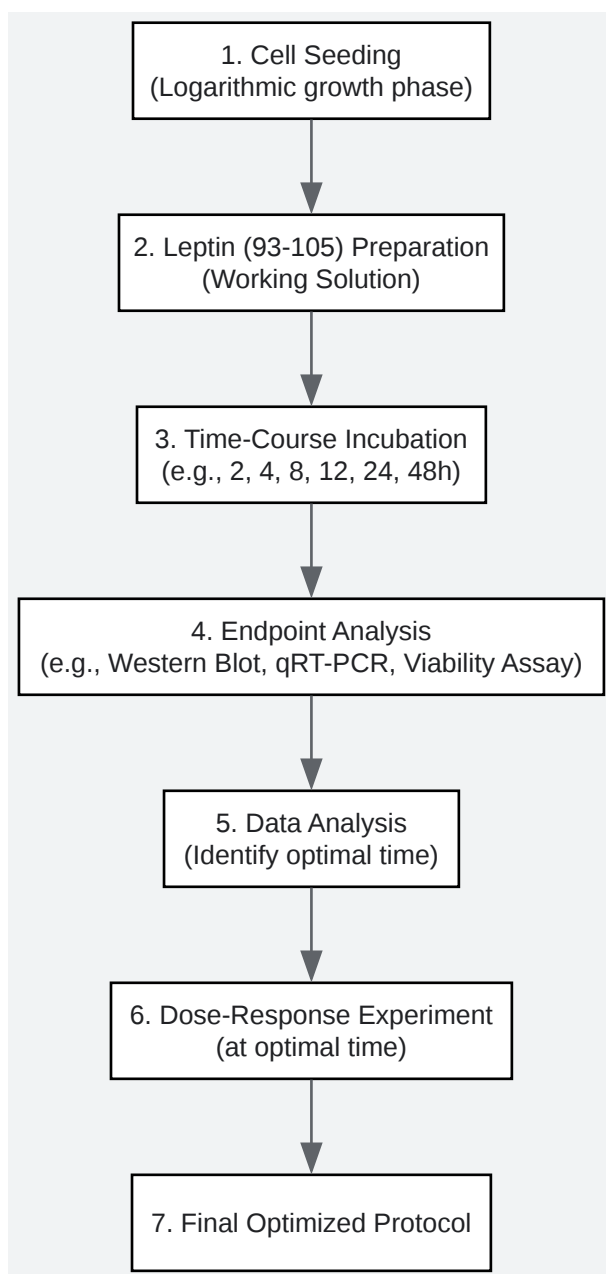 1. Cell Seeding
(Logarithmic growth phase)
2. Leptin (93-105) Preparation
(Working Solution)
3. Time-Course Incubation
(e.g., 2, 4, 8, 12, 24, 48h)
4. Endpoint Analysis
(e.g., Western Blot, qRT-PCR, Viability Assay)
5. Data Analysis
(Identify optimal time)
6. Dose-Response Experiment
(at optimal time)
7. Final Optimized Protocol